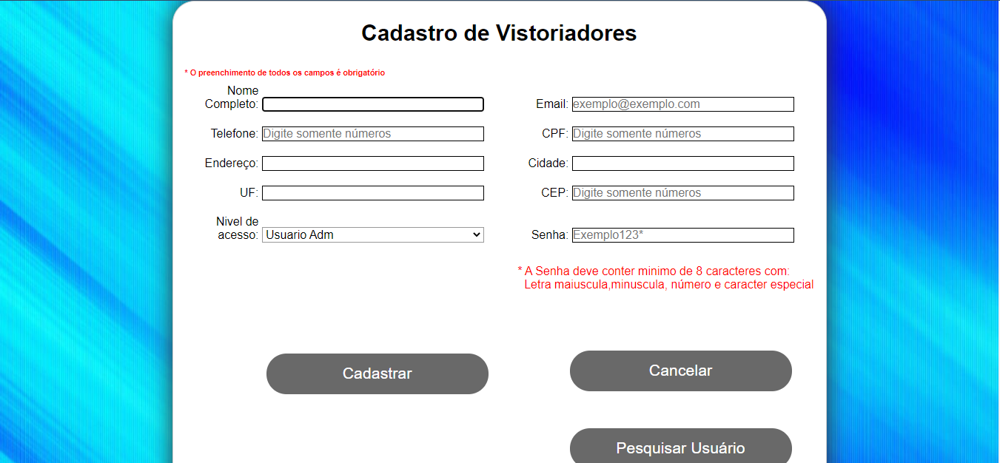 Cadastro de Vistoriadores
* O preenchimento de todos os campos é obrigatório
Nome
Completo:
Email: exemplo@exemplo.com
Telefone: Digite somente números
CPF: Digite somente números
Endereço:
Cidade:
UF:
CEP: Digite somente números
Nivel de
acesso: Usuario Adm
Senha: Exemplo123*
* A Senha deve conter minimo de 8 caracteres com:
Letra maiuscula,minuscula, número e caracter especial
Cadastrar
Cancelar
Pesquisar Usuário